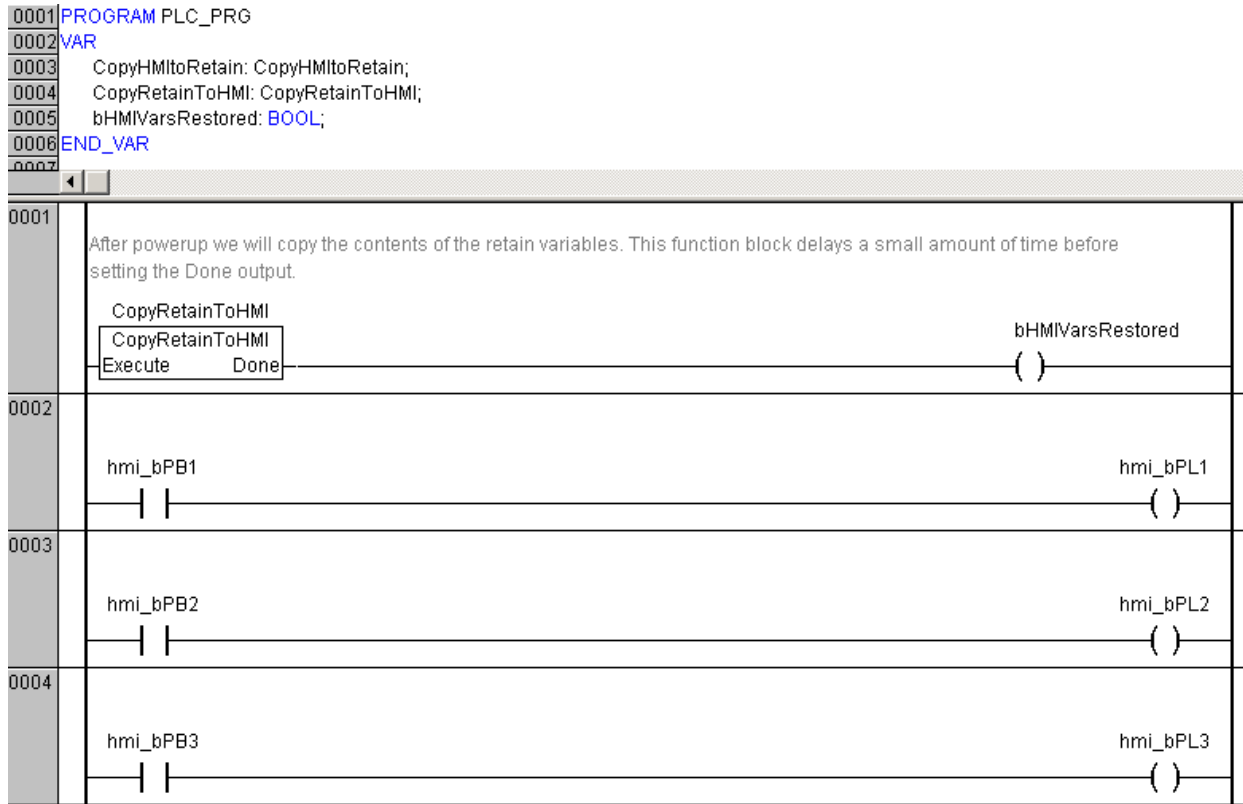 0001 PROGRAM PLC_PRG
0002 VAR
0003 CopyHMItoRetain: CopyHMItoRetain;
0004 CopyRetainToHMI: CopyRetainToHMI;
0005 bHMIVarsRestored: BOOL;
0006 END_VAR
0007
0001
After powerup we will copy the contents of the retain variables. This function block delays a small amount of time before
setting the Done output.
CopyRetainToHMI
CopyRetainToHMI
bHMIVarsRestored
Execute Done
0002
hmi_bPB1 hmi_bPL1
0003
hmi_bPB2 hmi_bPL2
0004
hmi_bPB3 hmi_bPL3